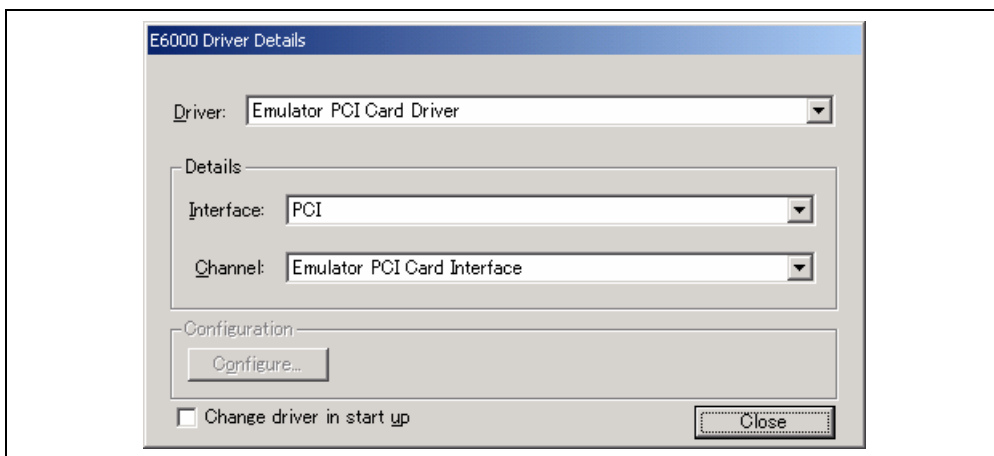 E6000 Driver Details
Driver: Emulator PCI Card Driver
Details
Interface: PCI
Channel: Emulator PCI Card Interface
Configuration
Configure...
Change driver in start up
Close